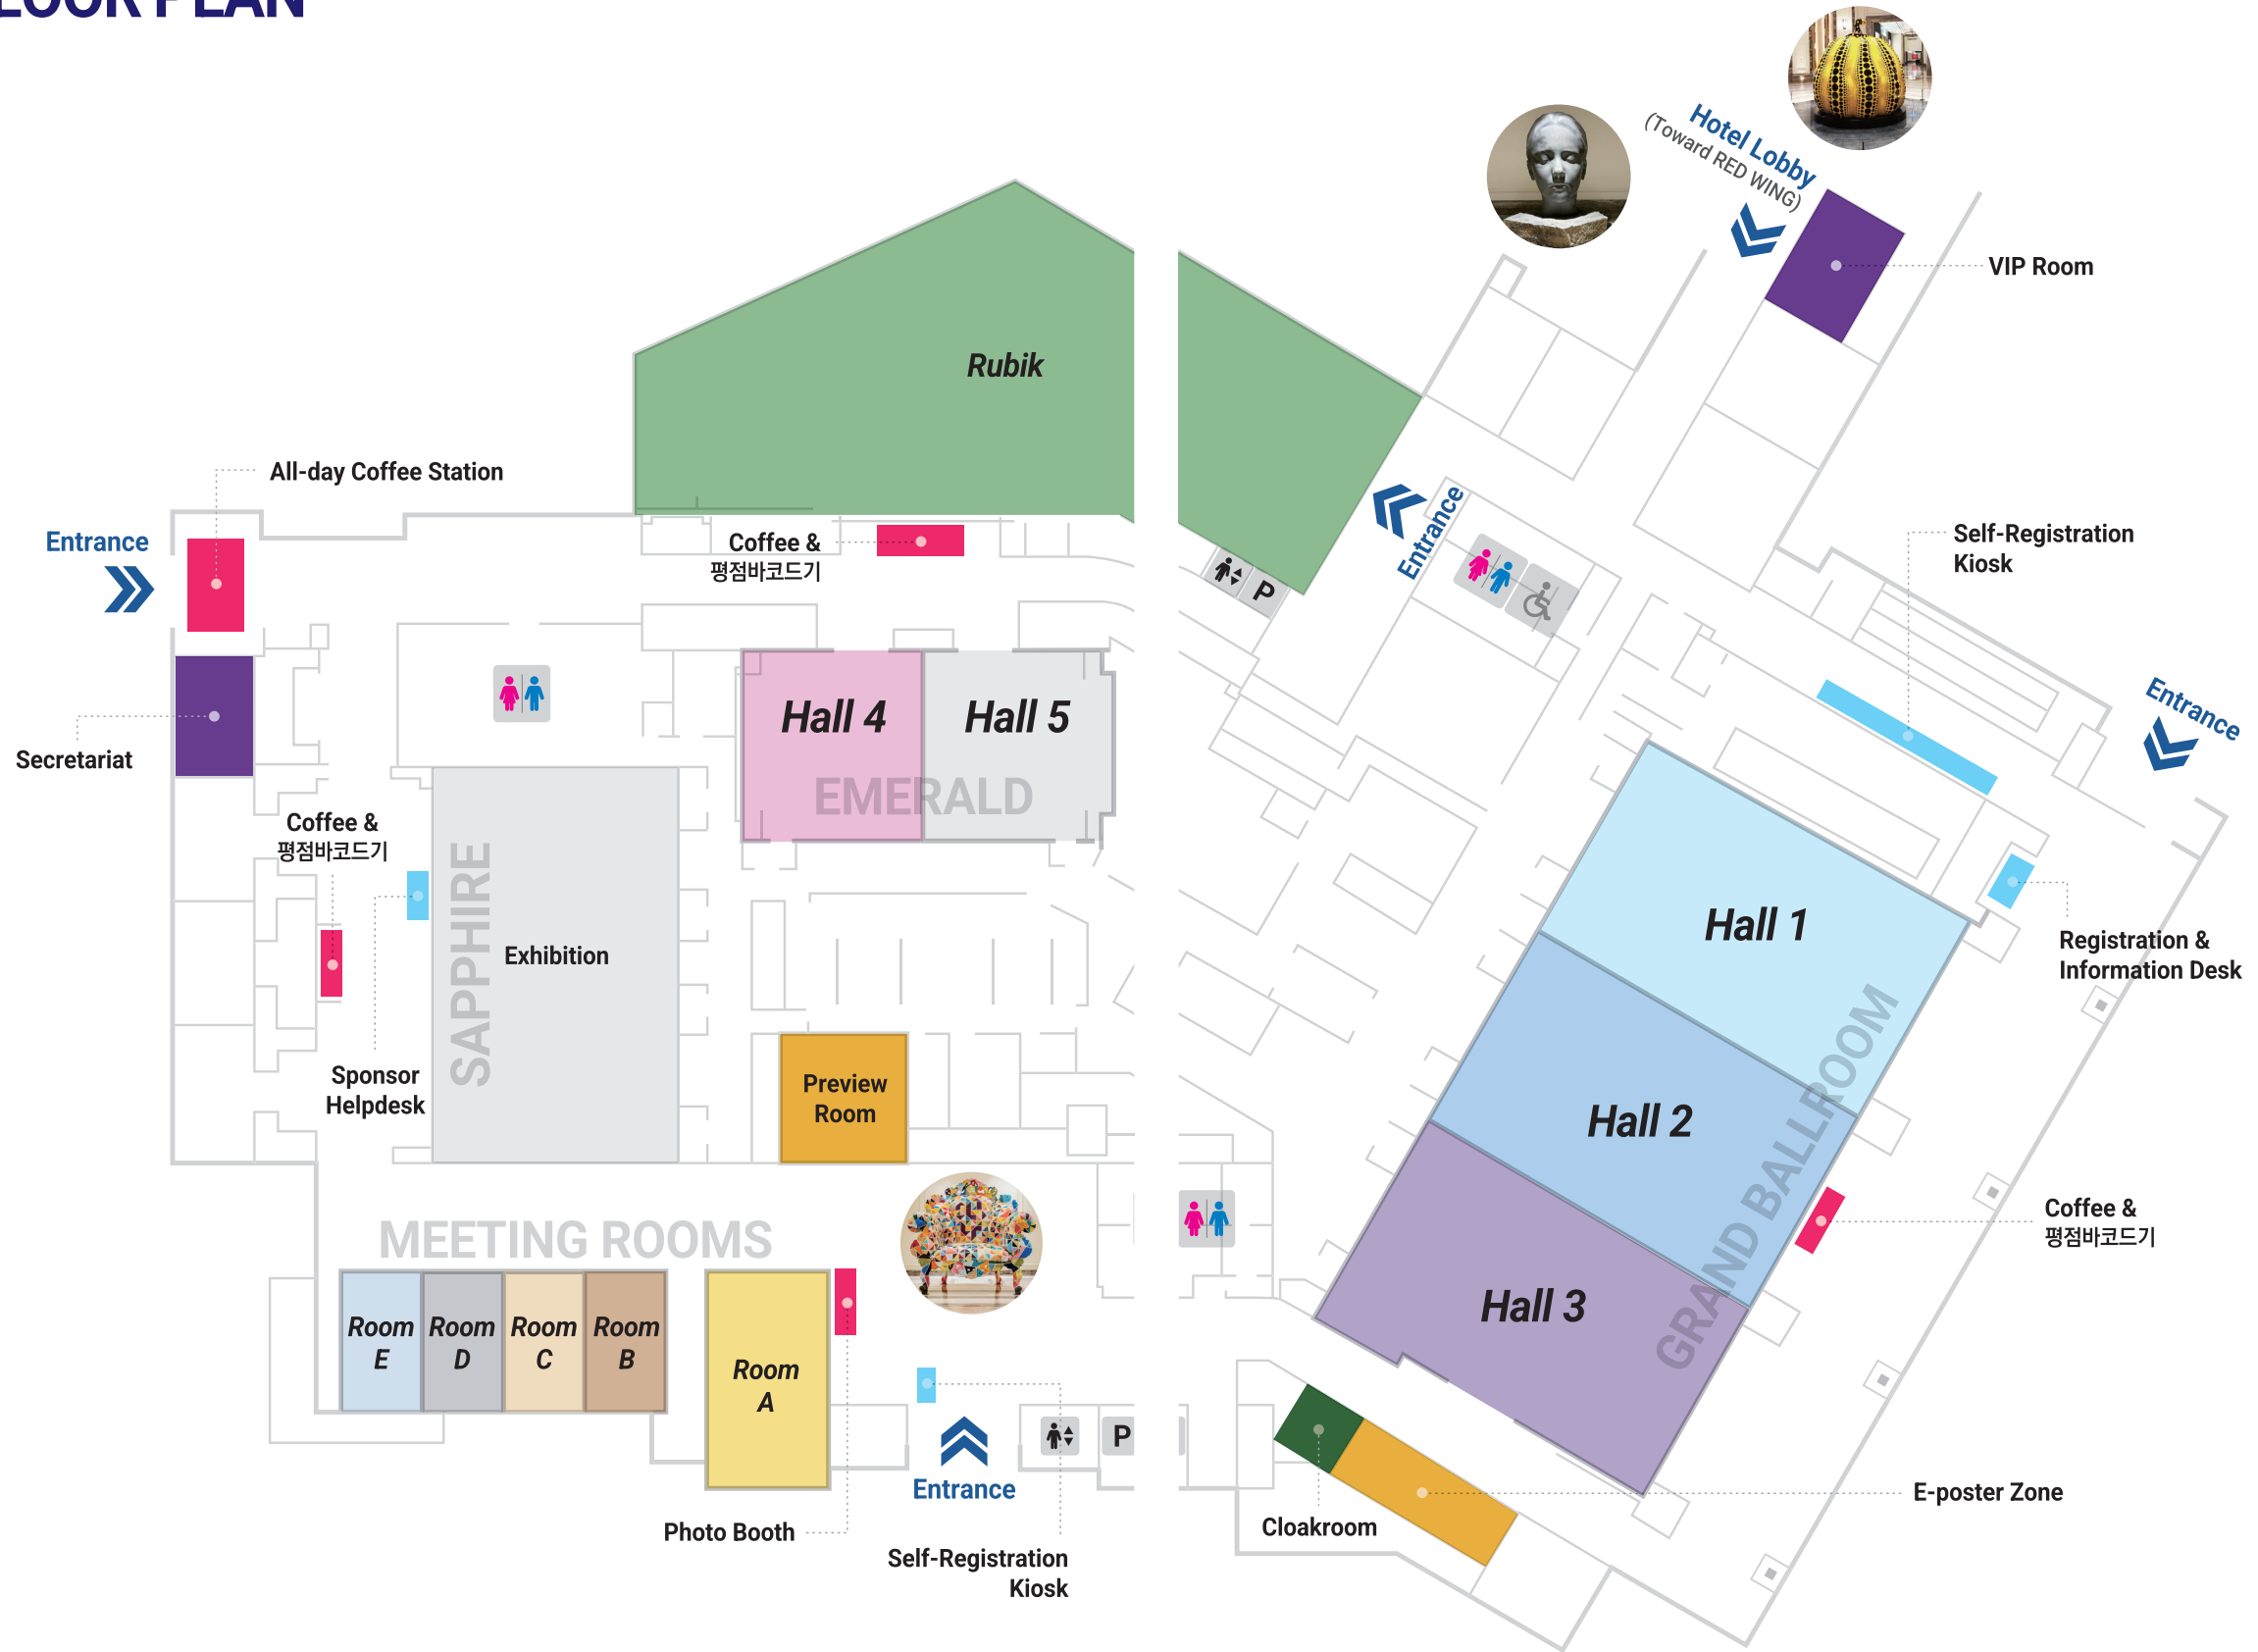 FLOOR PLAN
Hotel Lobby
(Toward RED WING)
VIP Room
Rubik
All-day Coffee Station
Entrance
Coffee &
평점바코드기
Entrance
Self-Registration
Kiosk
P
Entrance
Secretariat
Hall 4
Hall 5
EMERALD
Coffee &
평점바코드기
SAPPHIRE
Exhibition
Hall 1
Registration &
Information Desk
Sponsor
Helpdesk
Preview
Room
Hall 2
GRAND BALLROOM
Coffee &
평점바코드기
MEETING ROOMS
Hall 3
Room
E
Room
D
Room
C
Room
B
Room
A
P
Entrance
Photo Booth
Self-Registration
Kiosk
Cloakroom
E-poster Zone